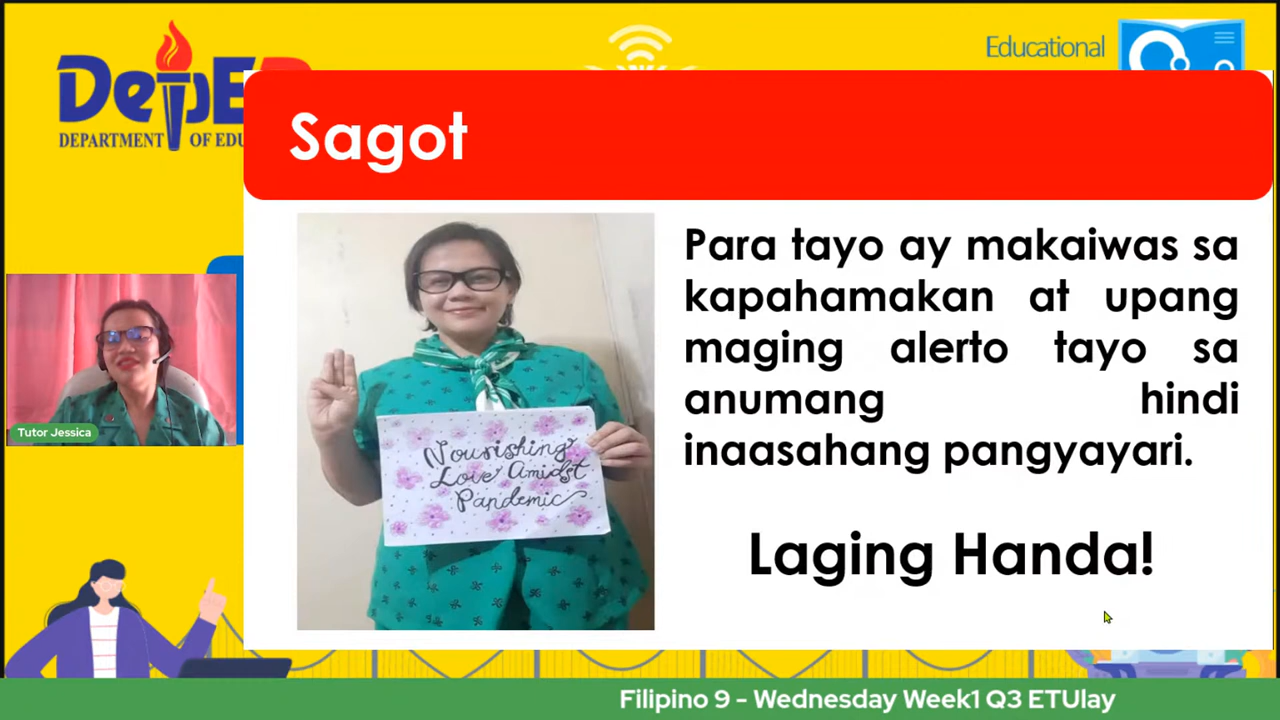 DepED
DEPARTMENT OF EDU
Educational
Sagot
Para tayo ay makaiwas sa
kapahamakan at upang
maging alerto tayo sa
anumang hindi
inaasahang pangyayari.
Laging Handa!
Nourishing
Love Amidst
Pandemic
Tutor Jessica
Filipino 9 - Wednesday Week1 Q3 ETUlay